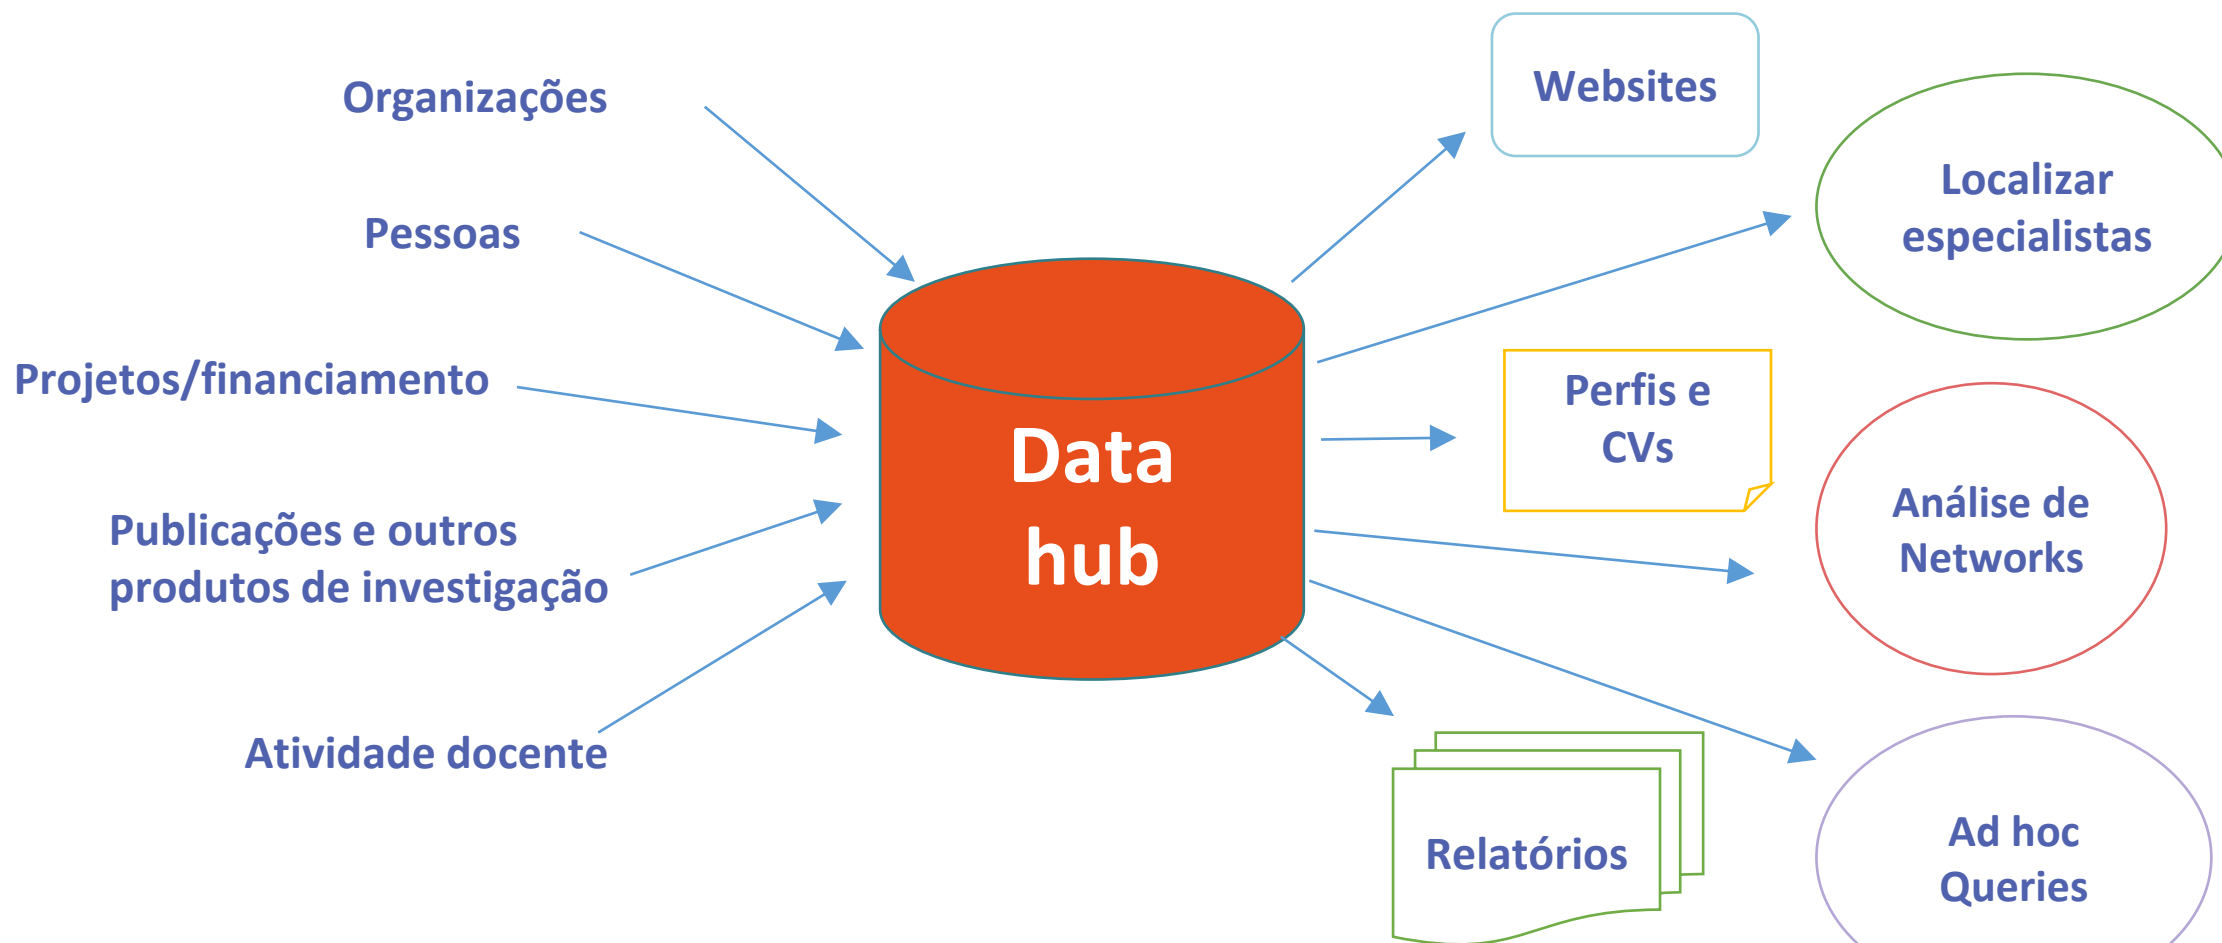 Organizações
Pessoas
Projetos/financiamento
Publicações e outros
produtos de investigação
Atividade docente
Data
hub
Websites
Localizar
especialistas
Perfis e
CVs
Análise de
Networks
Relatórios
Ad hoc
Queries